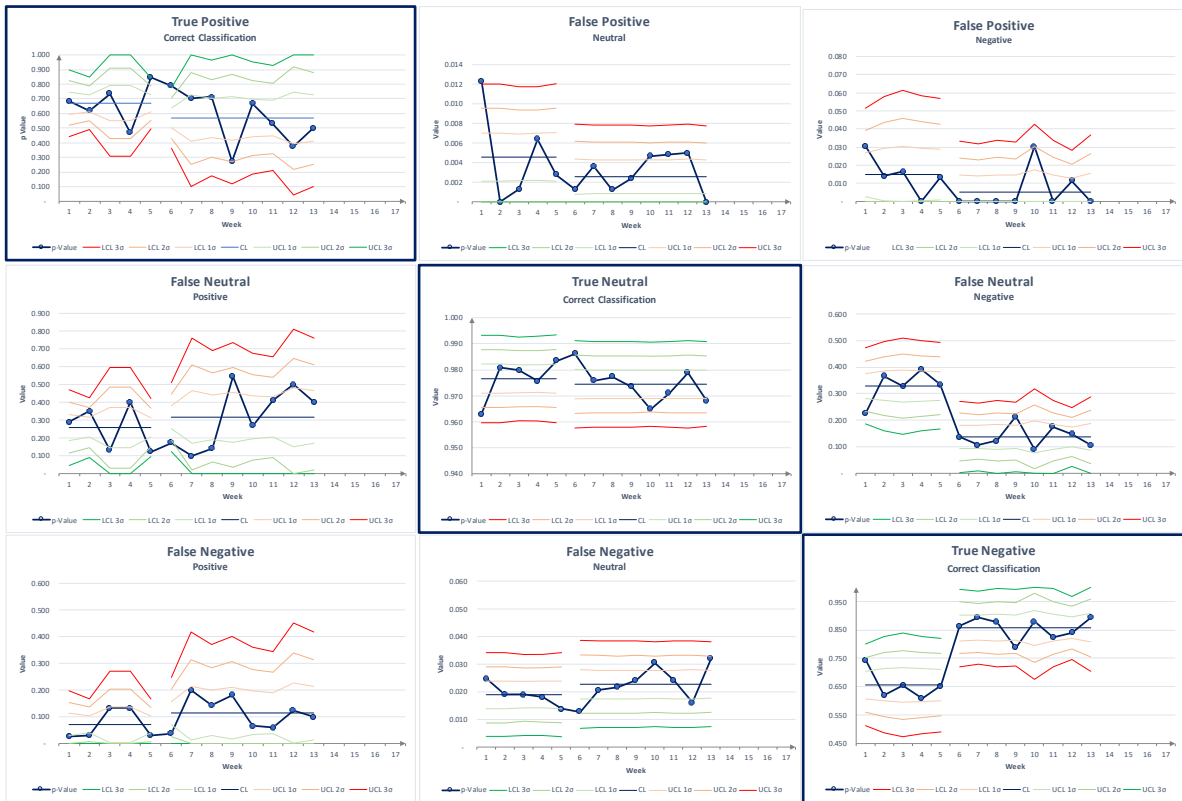 True Positive
Correct Classification
p Value
1.000
0.900
0.800
0.700
0.600
0.500
0.400
0.300
0.200
0.100
-
1 2 3 4 5 6 7 8 9 10 11 12 13 14 15 16 17
Week
p-Value LCL 3σ LCL 2σ LCL 1σ CL UCL 1σ UCL 2σ UCL 3σ
False Positive
Neutral
Value
0.014
0.012
0.010
0.008
0.006
0.004
0.002
-
1 2 3 4 5 6 7 8 9 10 11 12 13 14 15 16 17
Week
p-Value LCL 3σ LCL 2σ LCL 1σ CL UCL 1σ UCL 2σ UCL 3σ
False Positive
Negative
Value
0.080
0.070
0.060
0.050
0.040
0.030
0.020
0.010
-
1 2 3 4 5 6 7 8 9 10 11 12 13 14 15 16 17
Week
p-Value LCL 3σ LCL 2σ LCL 1σ CL UCL 1σ UCL 2σ UCL 3σ
False Neutral
Positive
Value
0.900
0.800
0.700
0.600
0.500
0.400
0.300
0.200
0.100
-
1 2 3 4 5 6 7 8 9 10 11 12 13 14 15 16 17
Week
p-Value LCL 3σ LCL 2σ LCL 1σ CL UCL 1σ UCL 2σ UCL 3σ
True Neutral
Correct Classification
Value
1.000
0.990
0.980
0.970
0.960
0.950
0.940
1 2 3 4 5 6 7 8 9 10 11 12 13 14 15 16 17
Week
p-Value LCL 3σ LCL 2σ LCL 1σ CL UCL 1σ UCL 2σ UCL 3σ
False Neutral
Negative
Value
0.600
0.500
0.400
0.300
0.200
0.100
-
1 2 3 4 5 6 7 8 9 10 11 12 13 14 15 16 17
Week
p-Value LCL 3σ LCL 2σ LCL 1σ CL UCL 1σ UCL 2σ UCL 3σ
False Negative
Positive
Value
0.600
0.500
0.400
0.300
0.200
0.100
-
1 2 3 4 5 6 7 8 9 10 11 12 13 14 15 16 17
Week
p-Value LCL 3σ LCL 2σ LCL 1σ CL UCL 1σ UCL 2σ UCL 3σ
False Negative
Neutral
Value
0.060
0.050
0.040
0.030
0.020
0.010
-
1 2 3 4 5 6 7 8 9 10 11 12 13 14 15 16 17
Week
p-Value LCL 3σ LCL 2σ LCL 1σ CL UCL 1σ UCL 2σ UCL 3σ
True Negative
Correct Classification
Value
0.950
0.850
0.750
0.650
0.550
0.450
1 2 3 4 5 6 7 8 9 10 11 12 13 14 15 16 17
Week
p-Value LCL 3σ LCL 2σ LCL 1σ CL UCL 1σ UCL 2σ UCL 3σ